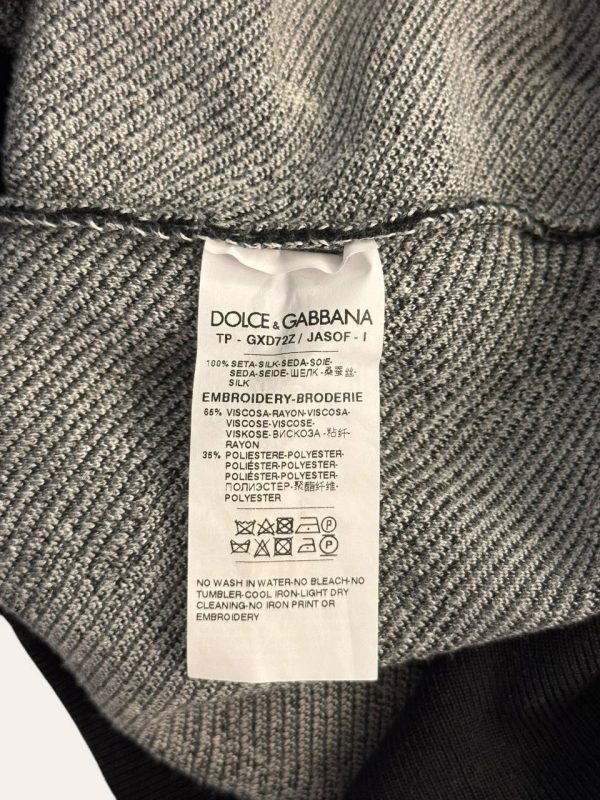 DOLCE & GABBANA
TP - GXD72Z / JASOF - I
100% SETA-SILK-SEDA-SOIE-
SEDA-SEIDE-ШЕЛК-桑蚕丝-
SILK
EMBROIDERY-BRODERIE
65% VISCOSA-RAYON-VISCOSA-
VISCOSE-VISCOSE-
VISKOSE-ВИСКОЗА-粘纤-
RAYON
35% POLIESTERE-POLYESTER-
POLIÉSTER-POLYESTER-
POLIÉSTER-POLYESTER-
ПОЛИЭСТЕР-聚酯纤维-
POLYESTER
P
P
NO WASH IN WATER-NO BLEACH-NO
TUMBLER-COOL IRON-LIGHT DRY
CLEANING-NO IRON PRINT OR
EMBROIDERY